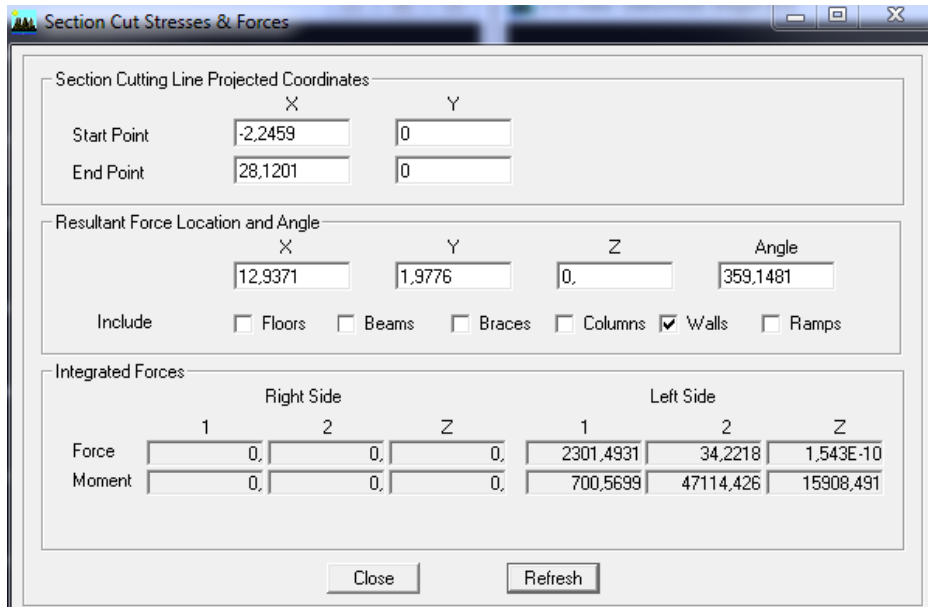 Section Cut Stresses & Forces
Section Cutting Line Projected Coordinates
X Y
Start Point -2,2459 0
End Point 28,1201 0
Resultant Force Location and Angle
X Y Z Angle
12,9371 1,9776 0, 359,1481
Include Floors Beams Braces Columns Walls Ramps
Integrated Forces
Right Side Left Side
1 2 Z 1 2 Z
Force 0, 0, 0, 2301,4931 34,2218 1,543E-10
Moment 0, 0, 0, 700,5699 47114,426 15908,491
Close Refresh